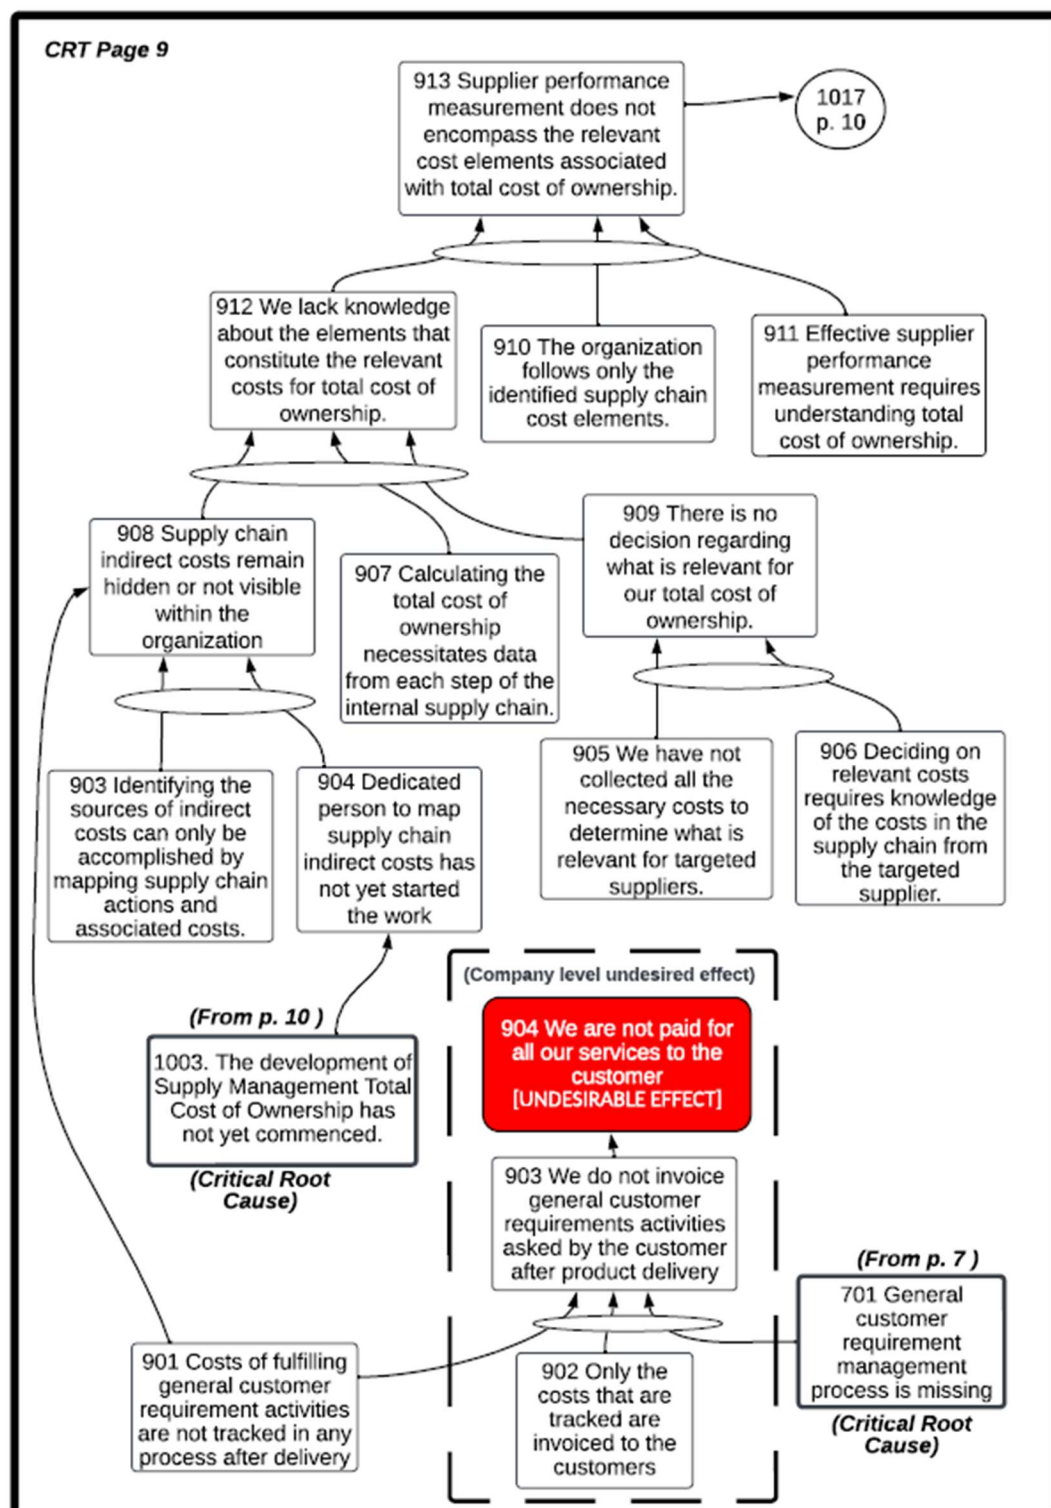 CRT Page 9
913 Supplier performance
measurement does not
encompass the relevant
cost elements associated
with total cost of ownership.
1017
p. 10
912 We lack knowledge
about the elements that
constitute the relevant
costs for total cost of
ownership.
910 The organization
follows only the
identified supply chain
cost elements.
911 Effective supplier
performance
measurement requires
understanding total
cost of ownership.
908 Supply chain
indirect costs remain
hidden or not visible
within the
organization
907 Calculating the
total cost of
ownership
necessitates data
from each step of the
internal supply chain.
909 There is no
decision regarding
what is relevant for
our total cost of
ownership.
903 Identifying the
sources of indirect
costs can only be
accomplished by
mapping supply chain
actions and
associated costs.
904 Dedicated
person to map
supply chain
indirect costs has
not yet started
the work
905 We have not
collected all the
necessary costs to
determine what is
relevant for targeted
suppliers.
906 Deciding on
relevant costs
requires knowledge
of the costs in the
supply chain from
the targeted
supplier.
(From p. 10 )
1003. The development of
Supply Management Total
Cost of Ownership has
not yet commenced.
(Critical Root
Cause)
(Company level undesired effect)
904 We are not paid for
all our services to the
customer
[UNDESIRABLE EFFECT]
903 We do not invoice
general customer
requirements activities
asked by the customer
after product delivery
(From p. 7 )
701 General
customer
requirement
management
process is missing
(Critical Root
Cause)
901 Costs of fulfilling
general customer
requirement activities
are not tracked in any
process after delivery
902 Only the
costs that are
tracked are
invoiced to the
customers